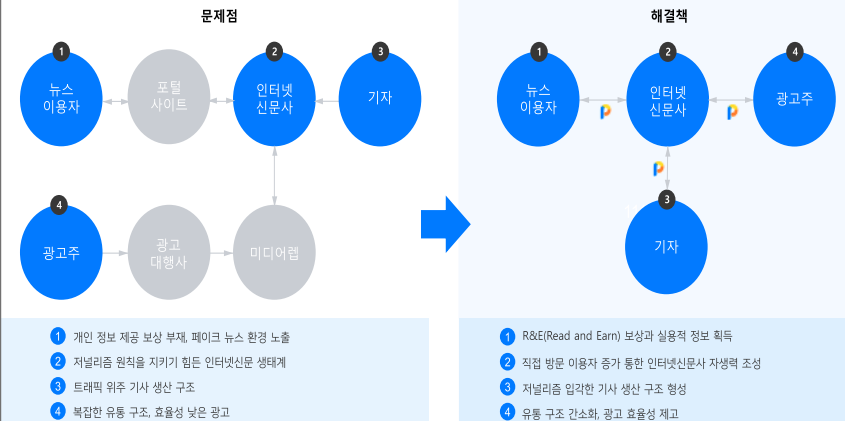 문제점
1
뉴스
이용자
포털
사이트
2
인터넷
신문사
3
기자
4
광고주
광고
대행사
미디어렙
1 개인 정보 제공 보상 부재, 페이크 뉴스 환경 노출
2 저널리즘 원칙을 지키기 힘든 인터넷신문 생태계
3 트래픽 위주 기사 생산 구조
4 복잡한 유통 구조, 효율성 낮은 광고
해결책
1
뉴스
이용자
2
인터넷
신문사
4
광고주
P
P
P
3
기자
1 R&E(Read and Earn) 보상과 실용적 정보 획득
2 직접 방문 이용자 증가 통한 인터넷신문사 자생력 조성
3 저널리즘 입각한 기사 생산 구조 형성
4 유통 구조 간소화, 광고 효율성 제고